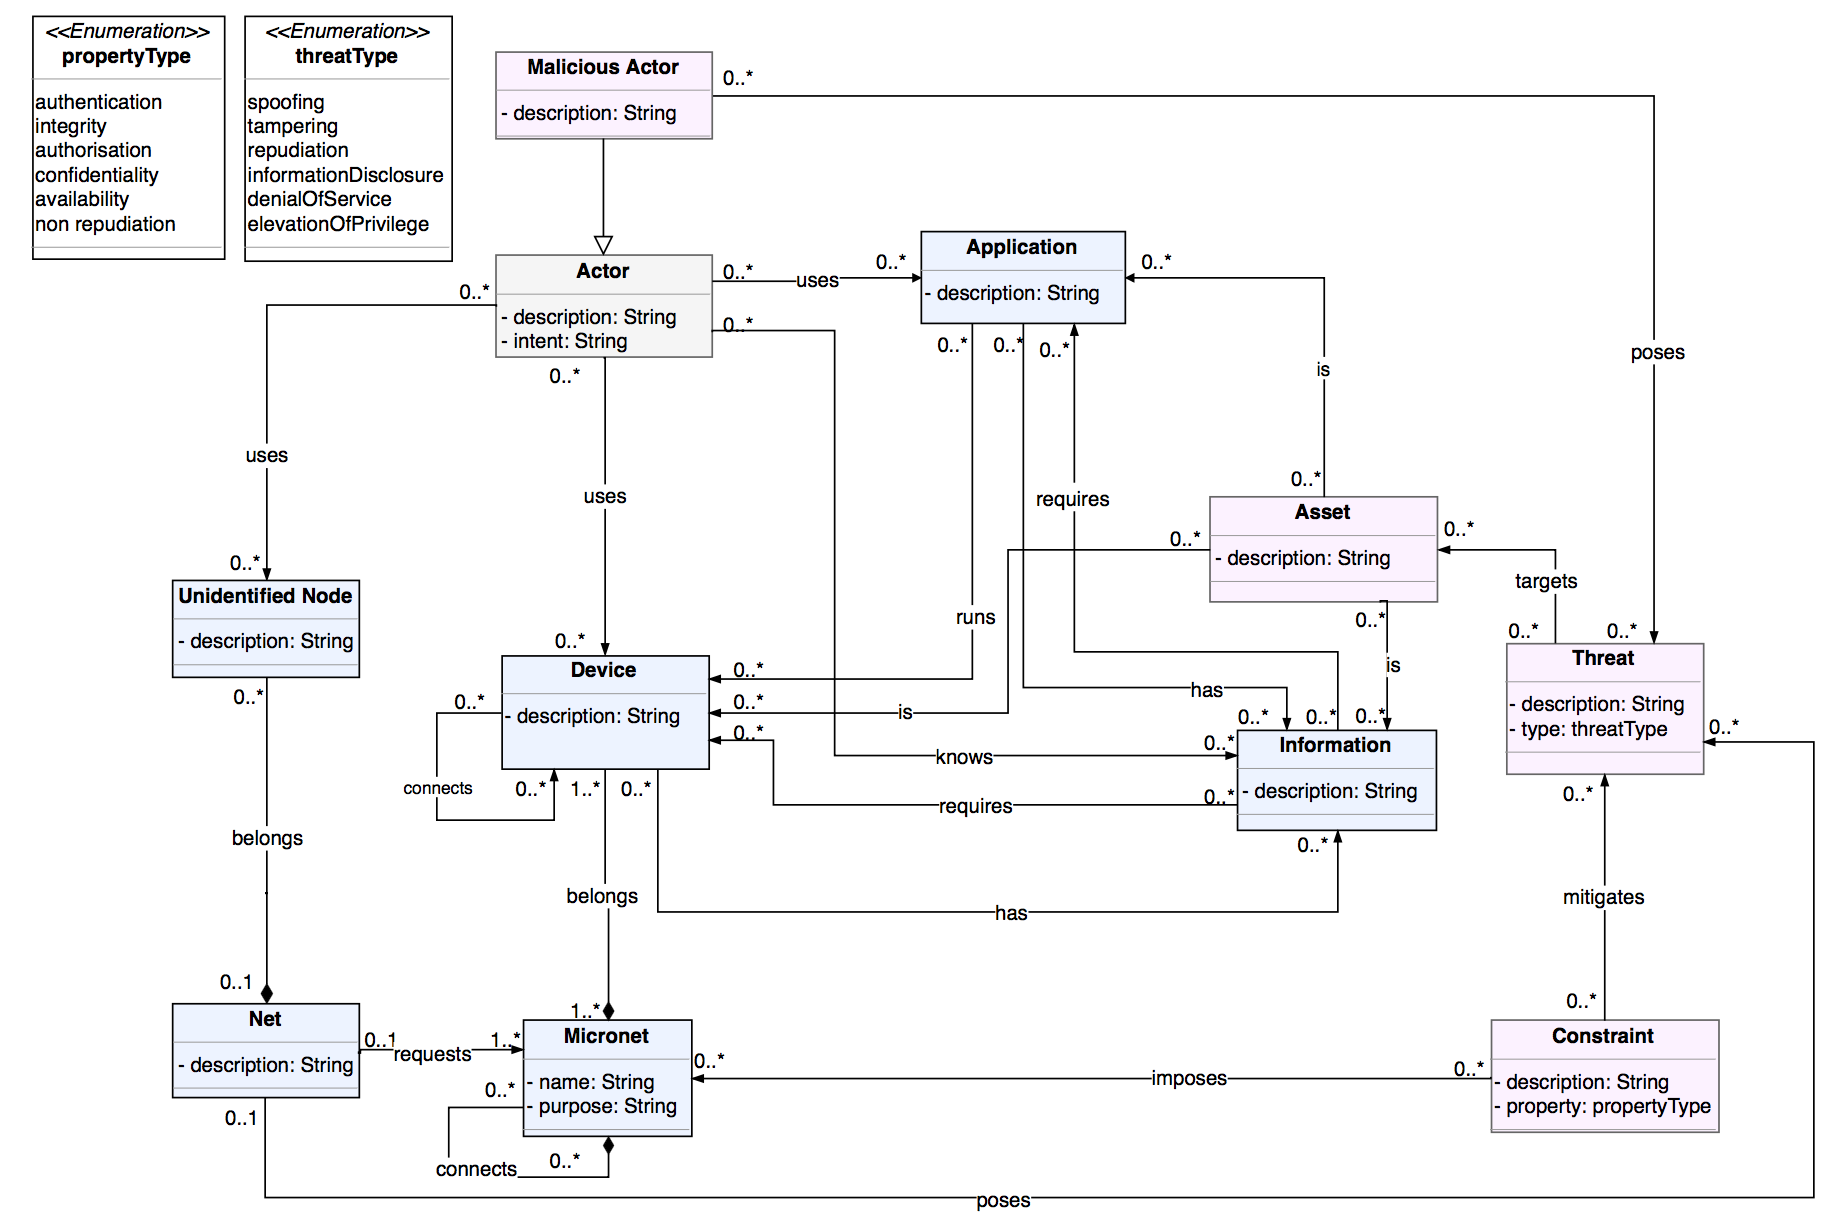 <<Enumeration>>
propertyType
authentication
integrity
authorisation
confidentiality
availability
non repudiation
<<Enumeration>>
threatType
spoofing
tampering
repudiation
informationDisclosure
denialOfService
elevationOfPrivilege
Malicious Actor
- description: String
0..*
poses
0..*
Actor
- description: String
- intent: String
0..*
0..*
0..*
0..*
uses
0..*
uses
0..*
uses
0..*
Application
- description: String
0..*
0..*
0..*
0..*
is
0..*
requires
runs
has
Asset
- description: String
0..*
0..*
0..*
targets
0..*
is
Unidentified Node
- description: String
0..*
belongs
0..1
Device
- description: String
0..*
0..*
0..*
0..*
connects
0..*
1..*
0..*
is
knows
requires
0..*
0..*
0..*
0..*
0..*
Information
- description: String
0..*
has
belongs
1..*
Threat
- description: String
- type: threatType
0..*
0..*
mitigates
0..*
Net
- description: String
0..1
requests
1..*
0..1
Micronet
- name: String
- purpose: String
0..*
0..*
connects
0..*
imposes
0..*
Constraint
- description: String
- property: propertyType
poses